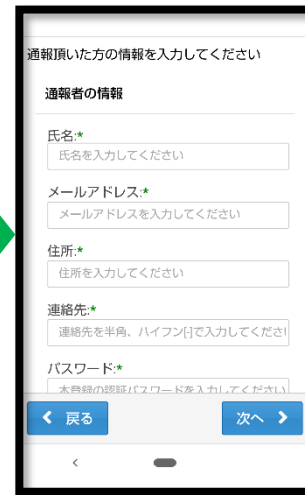 通報頂いた方の情報を入力してください
通報者の情報
氏名:*
氏名を入力してください
メールアドレス:*
メールアドレスを入力してください
住所:*
住所を入力してください
連絡先:*
連絡先を半角、ハイフン[-]で入力してくださ
パスワード:*
本登録の認証パスワードを入力してください
戻る
次へ